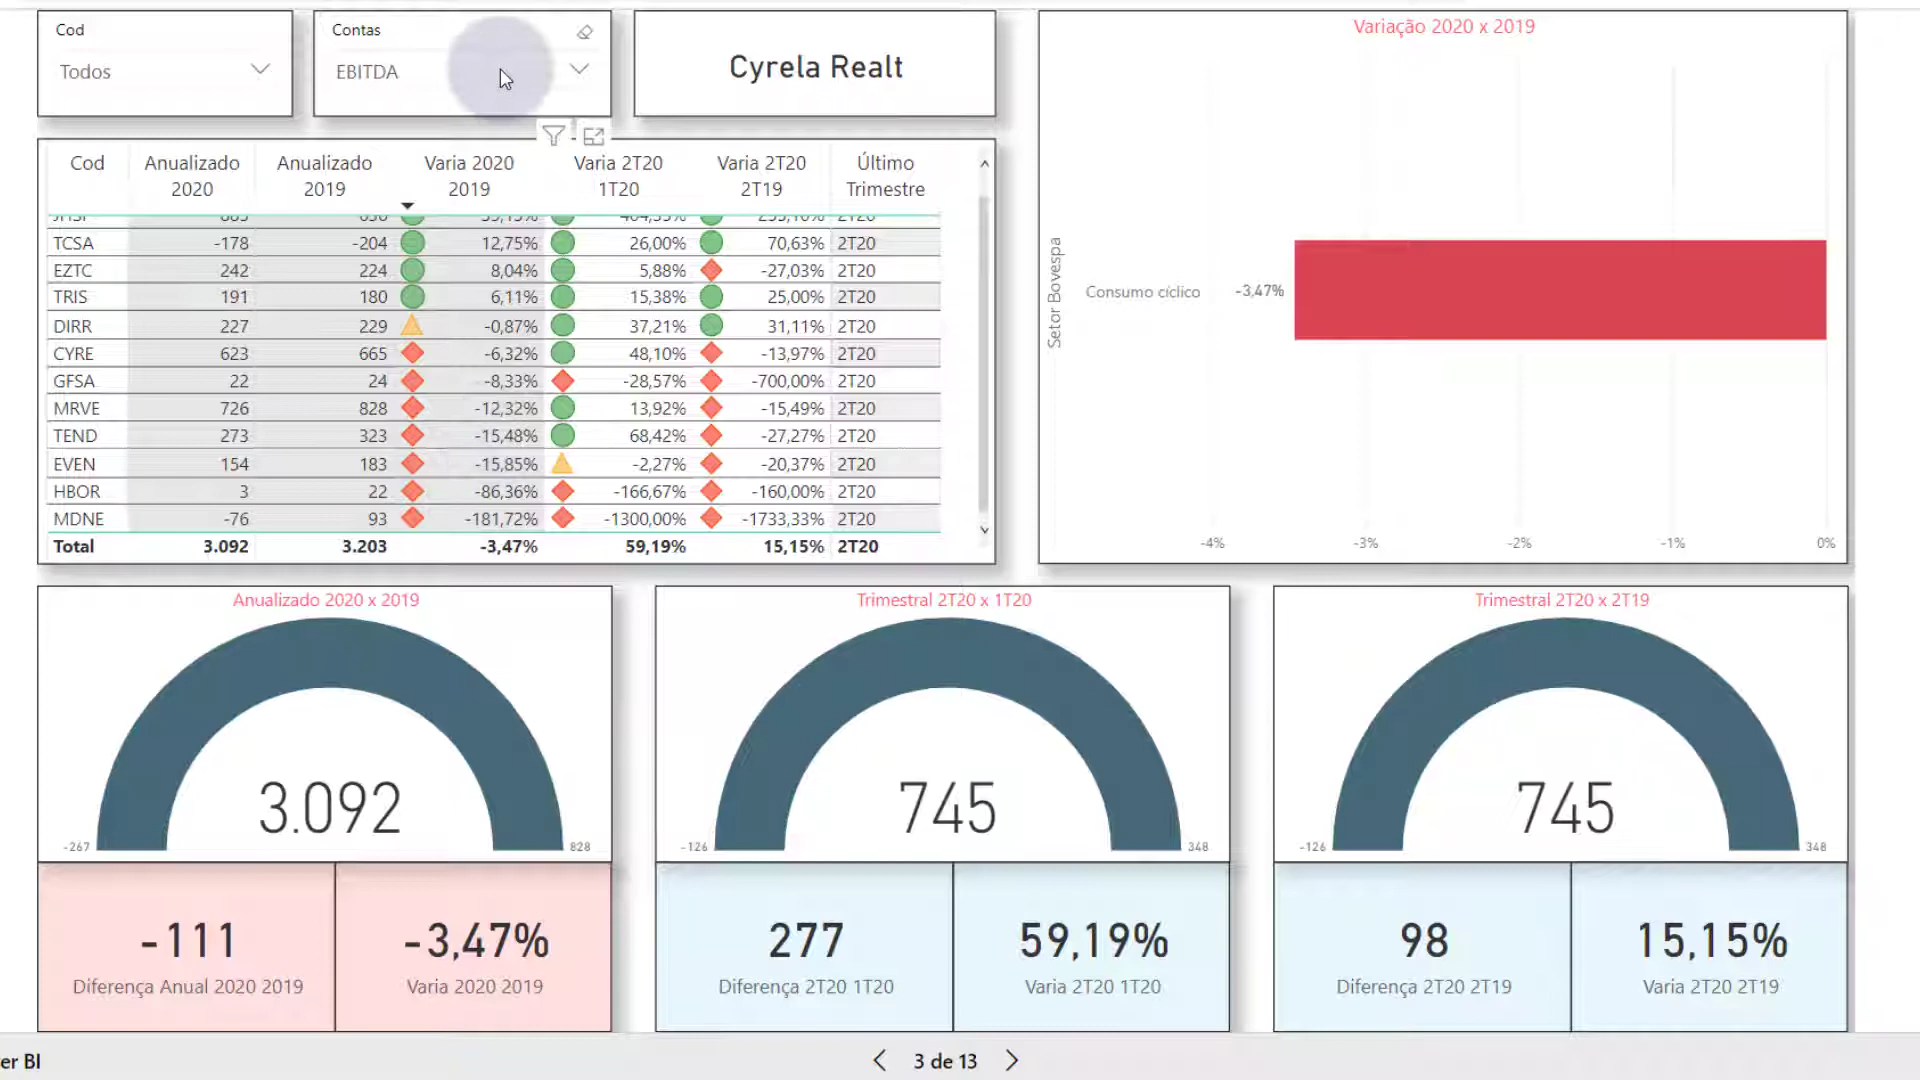 Cod
Todos
Contas
EBITDA
Cyrela Realt
Variação 2020 x 2019
Cod Anualizado 2020 Anualizado 2019 Varia 2020 2019 Varia 2T20 1T20 Varia 2T20 2T19 Último Trimestre
TCSA -178 -204 12,75% 26,00% 70,63% 2T20
EZTC 242 224 8,04% 5,88% -27,03% 2T20
TRIS 191 180 6,11% 15,38% 25,00% 2T20
DIRR 227 229 -0,87% 37,21% 31,11% 2T20
CYRE 623 665 -6,32% 48,10% -13,97% 2T20
GFSA 22 24 -8,33% -28,57% -700,00% 2T20
MRVE 726 828 -12,32% 13,92% -15,49% 2T20
TEND 273 323 -15,48% 68,42% -27,27% 2T20
EVEN 154 183 -15,85% -2,27% -20,37% 2T20
HBOR 3 22 -86,36% -166,67% -160,00% 2T20
MDNE -76 93 -181,72% -1300,00% -1733,33% 2T20
Total 3.092 3.203 -3,47% 59,19% 15,15% 2T20
Setor Bovespa
Consumo cíclico -3,47%
-4% -3% -2% -1% 0%
Anualizado 2020 x 2019
3.092
-267 828
-111
Diferença Anual 2020 2019
-3,47%
Varia 2020 2019
Trimestral 2T20 x 1T20
745
-126 348
277
Diferença 2T20 1T20
59,19%
Varia 2T20 1T20
Trimestral 2T20 x 2T19
745
-126 348
98
Diferença 2T20 2T19
15,15%
Varia 2T20 2T19
er BI
3 de 13